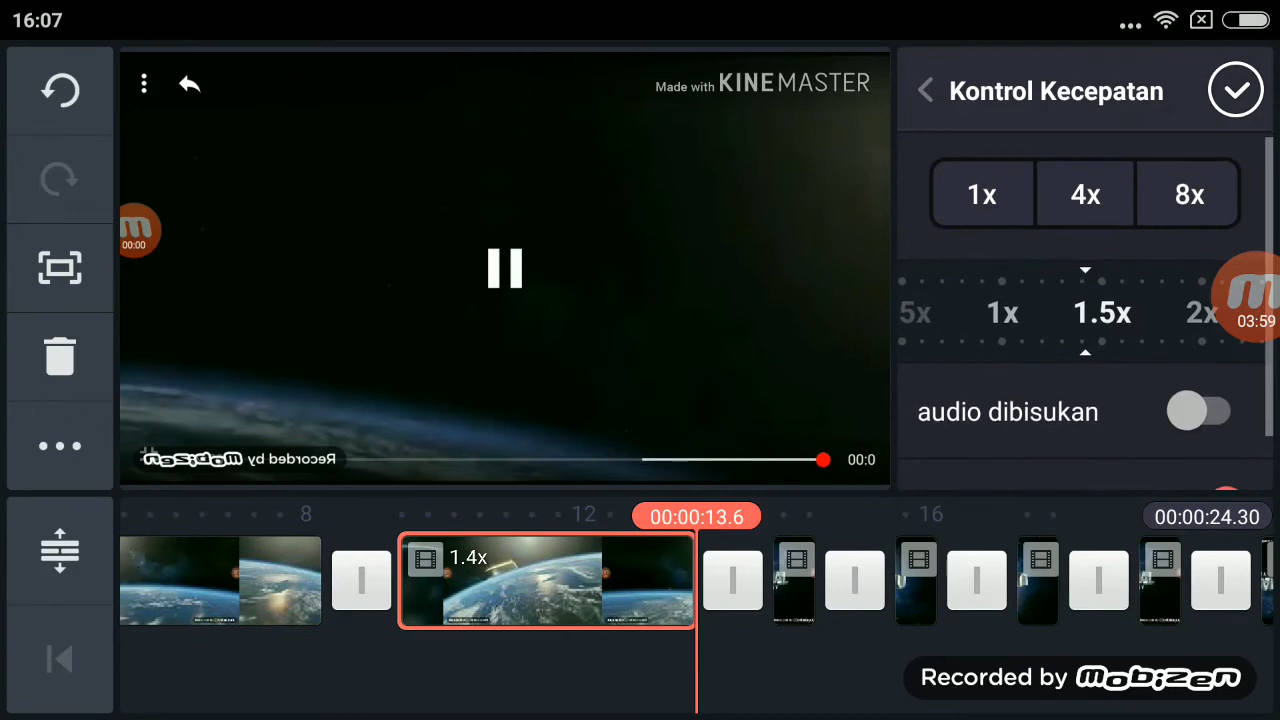 16:07
Made with KINEMASTER
Kontrol Kecepatan
1x 4x 8x
00:00
5x 1x 1.5x 2x
03:59
audio dibisukan
Recorded by mobizen
00:0
8 12 00:00:13.6 16 00:00:24.30
1.4x
Recorded by mobizen